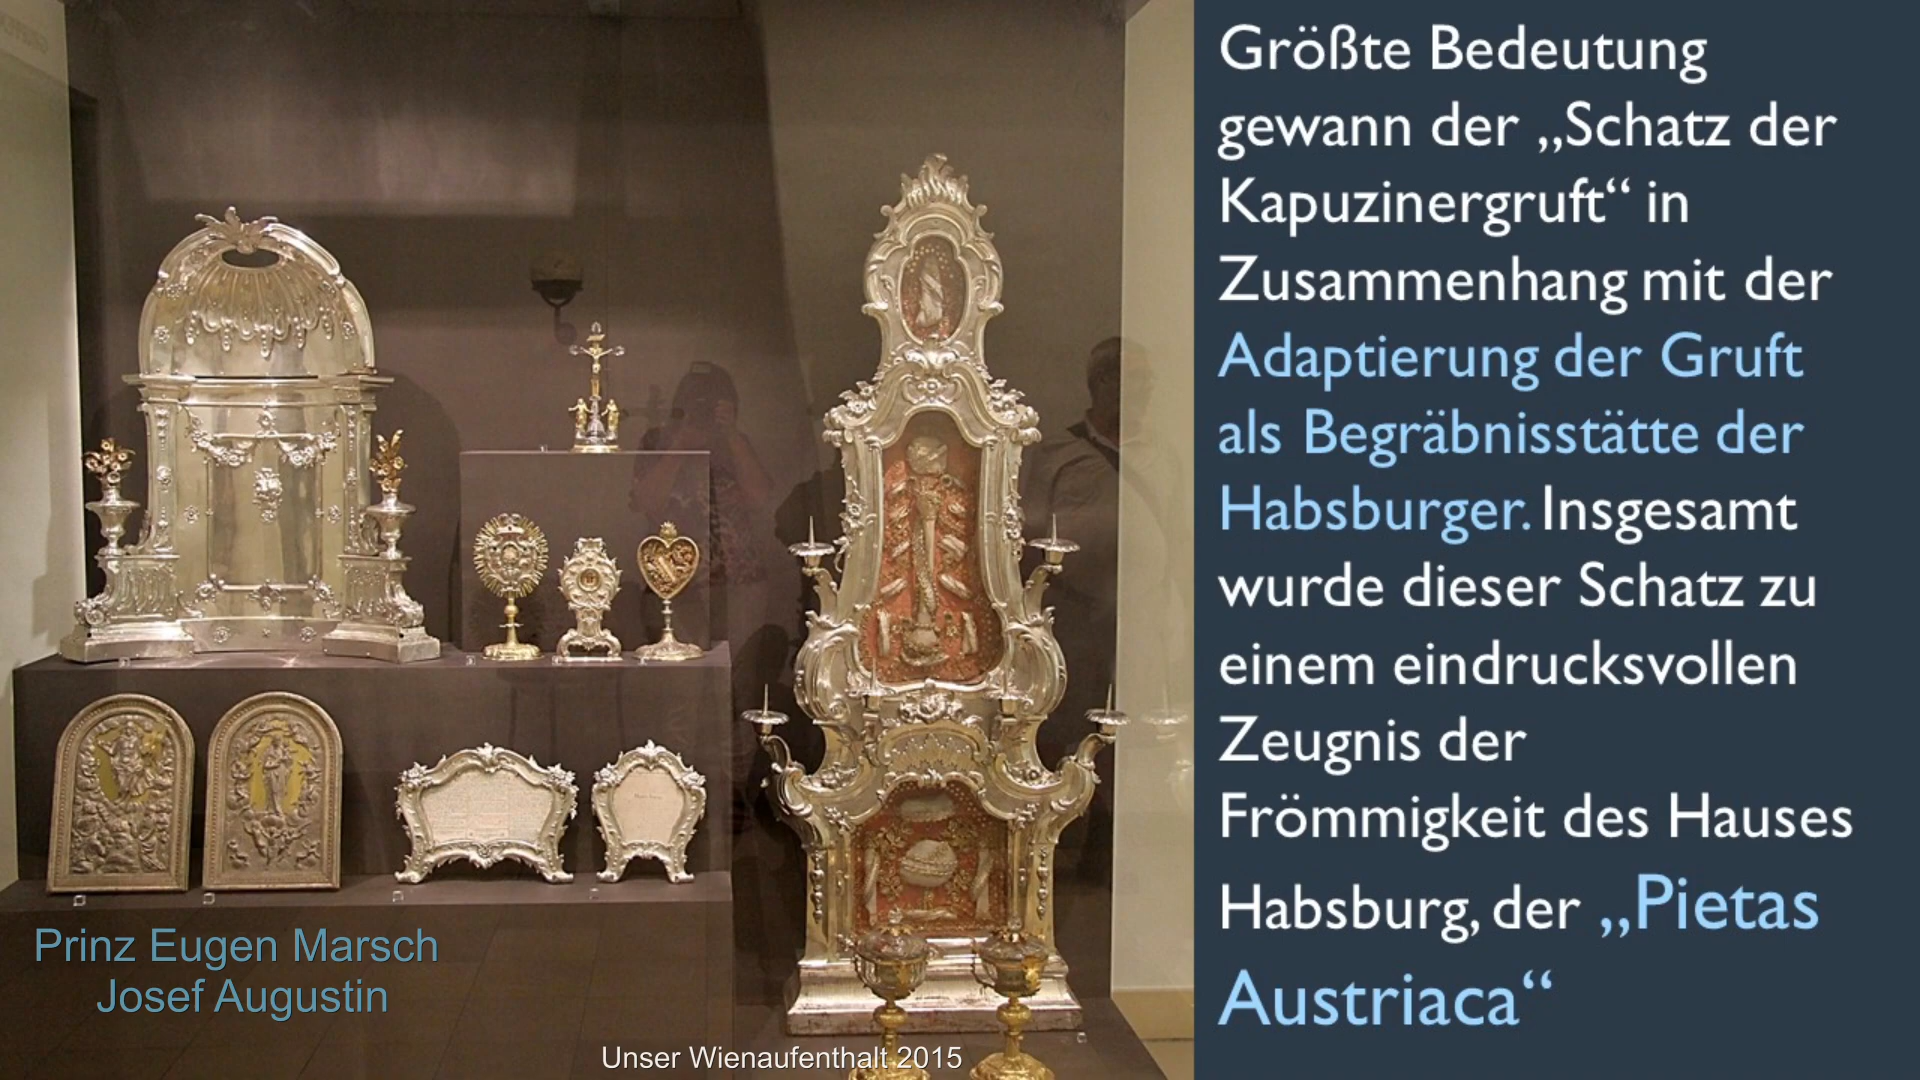 Größte Bedeutung
gewann der „Schatz der
Kapuzinergruft“ in
Zusammenhang mit der
Adaptierung der Gruft
als Begräbnisstätte der
Habsburger. Insgesamt
wurde dieser Schatz zu
einem eindrucksvollen
Zeugnis der
Frömmigkeit des Hauses
Habsburg, der „Pietas
Austriaca“
Prinz Eugen Marsch
Josef Augustin
Unser Wienaufenthalt 2015